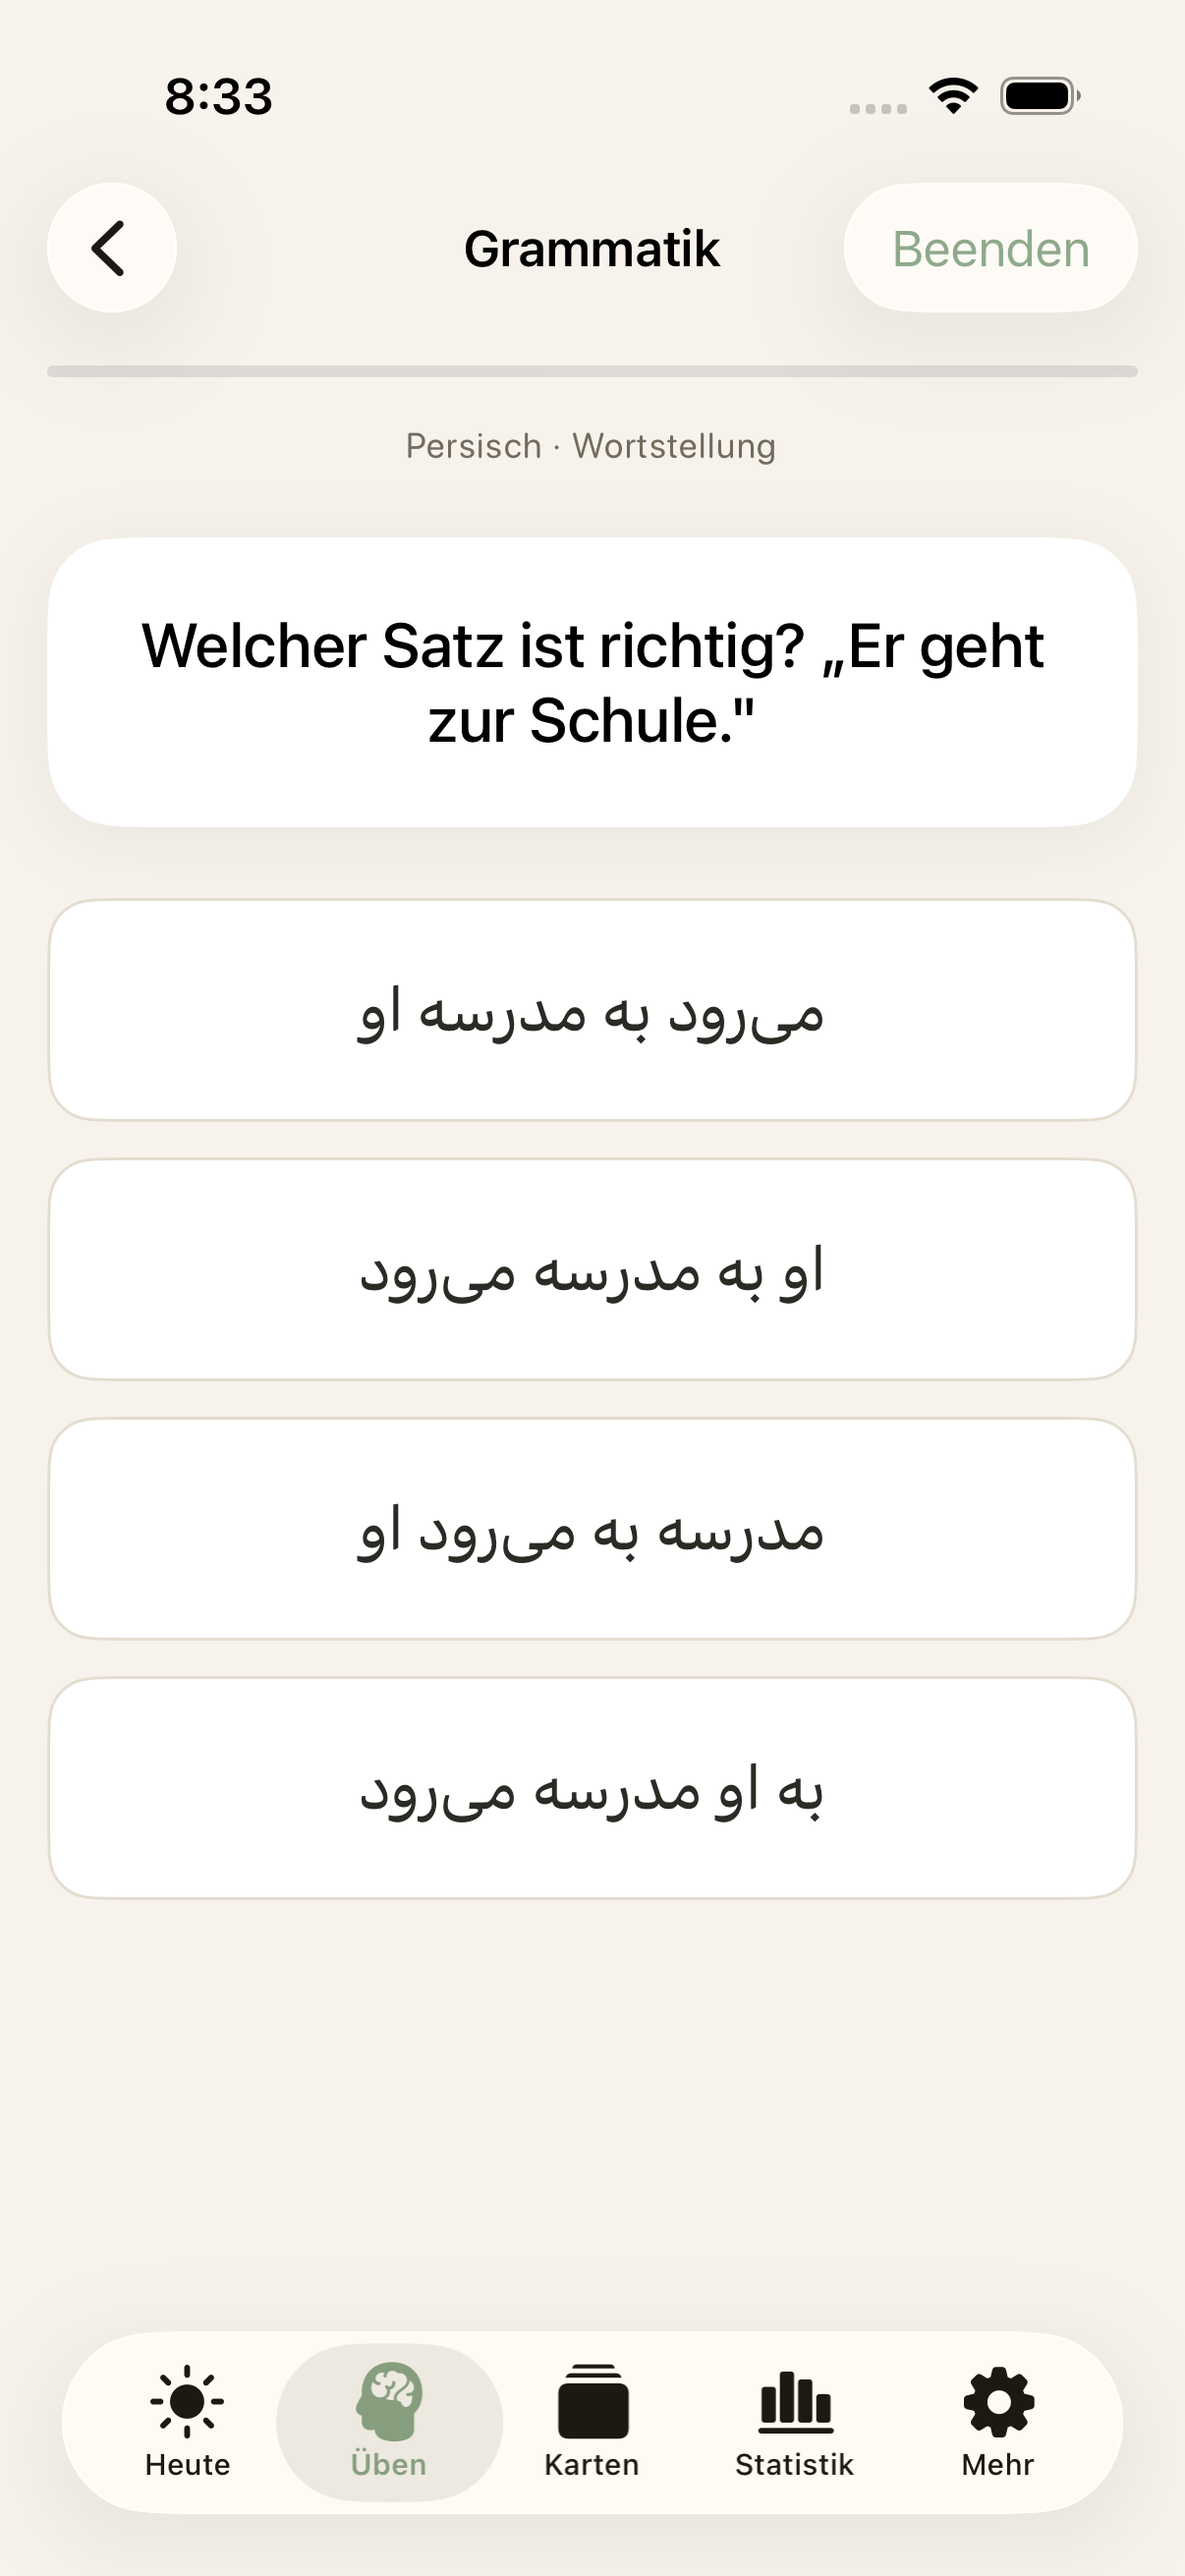 8:33
Grammatik
Beenden
Persisch · Wortstellung
Welcher Satz ist richtig? „Er geht
zur Schule."
می‌رود به مدرسه او
او به مدرسه می‌رود
مدرسه به می‌رود او
به او مدرسه می‌رود
Heute
Üben
Karten
Statistik
Mehr